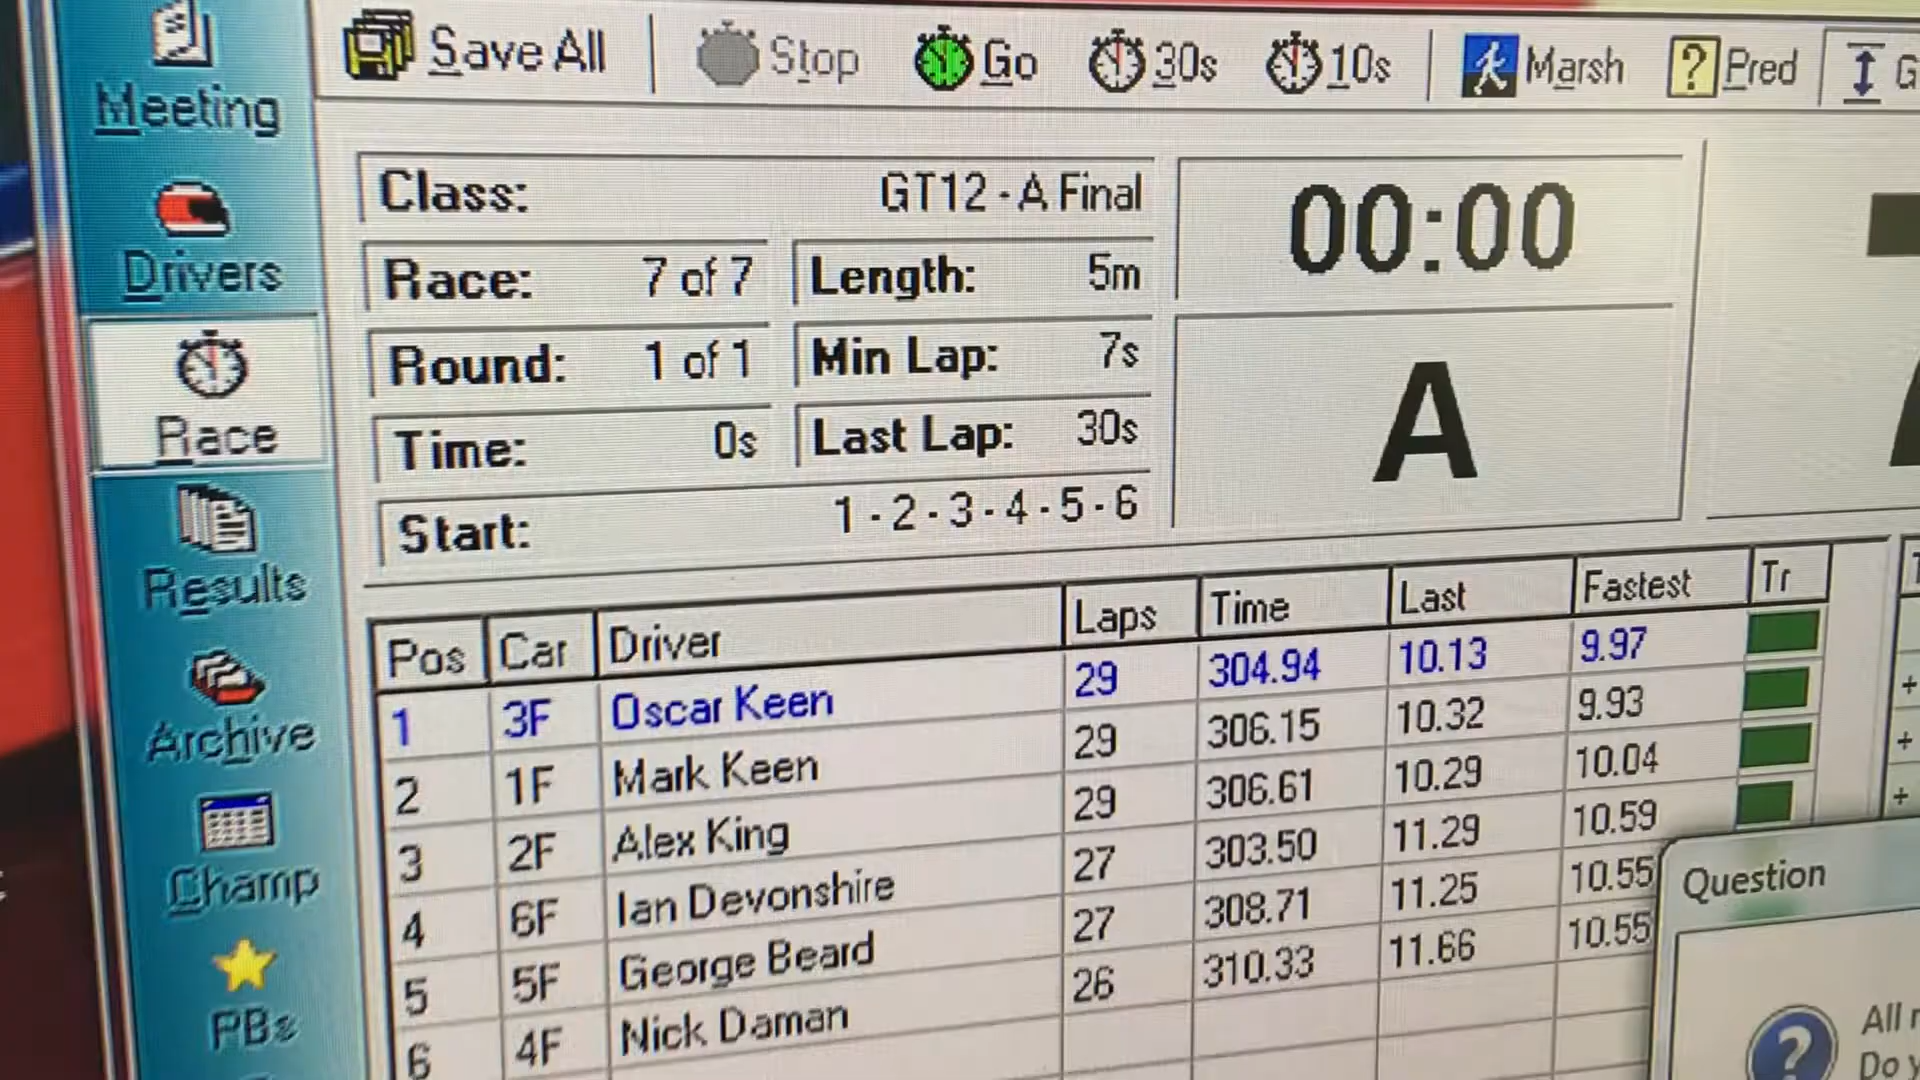 Save All Stop Go 30s 10s Marsh Pred G
Meeting
Drivers
Race
Results
Archive
Champ
PBs
Class: GT12 - A Final
Race: 7 of 7 Length: 5m
Round: 1 of 1 Min Lap: 7s
Time: 0s Last Lap: 30s
Start: 1 - 2 - 3 - 4 - 5 - 6
00:00
A
Pos Car Driver Laps Time Last Fastest Tr
1 3F Oscar Keen 29 304.94 10.13 9.97
2 1F Mark Keen 29 306.15 10.32 9.93
3 2F Alex King 29 306.61 10.29 10.04
4 6F Ian Devonshire 27 303.50 11.29 10.59
5 5F George Beard 27 308.71 11.25 10.55
6 4F Nick Daman 26 310.33 11.66 10.55
+
+
+
Question
?
All
Do